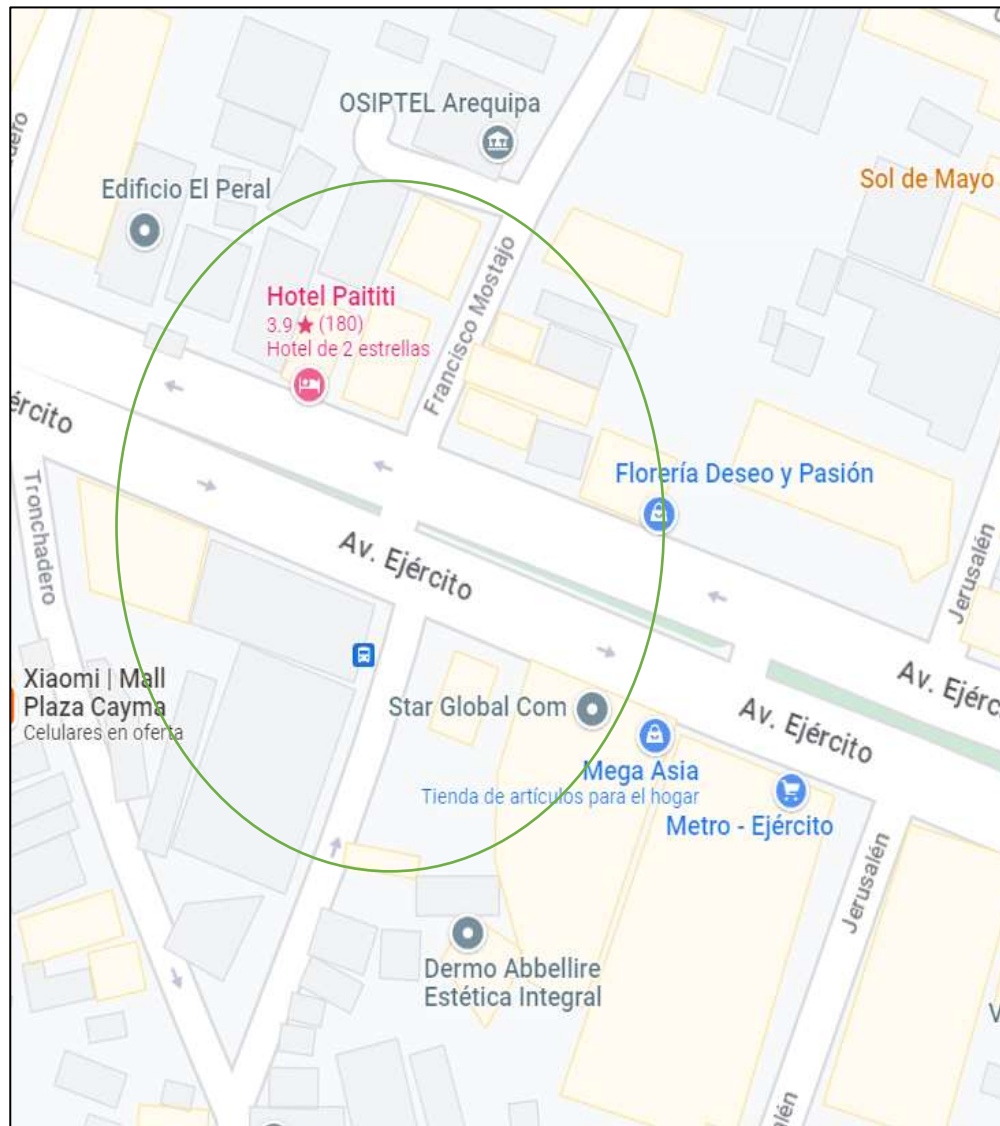 OSIPTEL Arequipa
Sol de Mayo
Edificio El Peral
Francisco Mostajo
Hotel Paititi
3.9 ★ (180)
Hotel de 2 estrellas
ército
Florería Deseo y Pasión
Tronchadero
Av. Ejército
Jerusalén
Xiaomi | Mall
Plaza Cayma
Celulares en oferta
Av. Ejérc
Star Global Com
Av. Ejército
Mega Asia
Tienda de artículos para el hogar
Metro - Ejército
Jerusalén
Dermo Abbellire
Estética Integral
V
alén